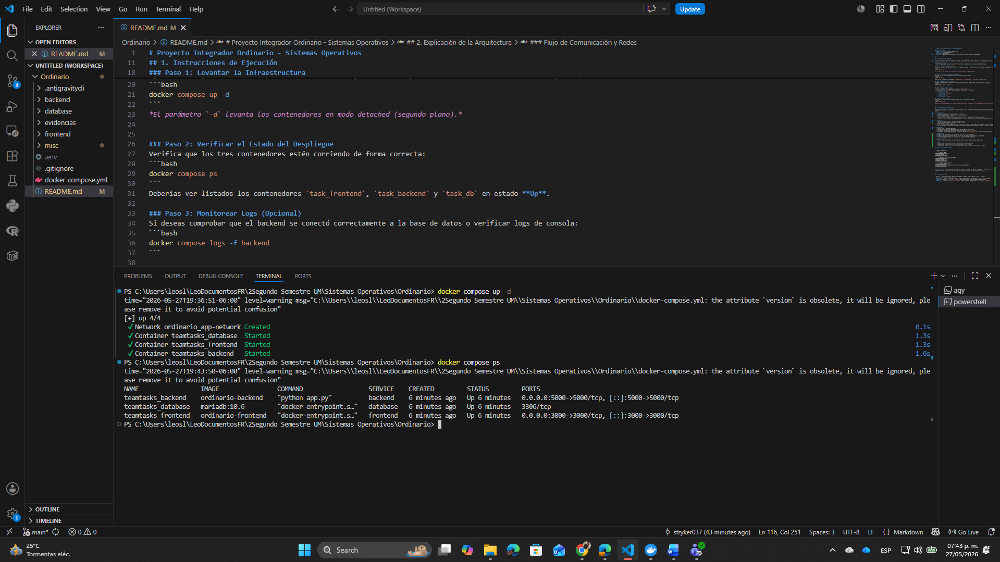 File Edit Selection View Go Run Terminal Help
Untitled (Workspace)
Update
EXPLORER
OPEN EDITORS
README.md M
UNTITLED (WORKSPACE)
Ordinario
.antigravitycli
backend
database
evidencias
frontend
misc
.env
.gitignore
docker-compose.yml
README.md M
OUTLINE
TIMELINE
4
1
README.md M
Ordinario > README.md > # Proyecto Integrador Ordinario - Sistemas Operativos > ## 2. Explicación de la Arquitectura > ### Flujo de Comunicación y Redes
1 # Proyecto Integrador Ordinario - Sistemas Operativos
11 ## 1. Instrucciones de Ejecución
18 ### Paso 1: Levantar la Infraestructura
20 ```bash
21 docker compose up -d
22 ```
23 *El parámetro `-d` levanta los contenedores en modo detached (segundo plano).*
24
25
26 ### Paso 2: Verificar el Estado del Despliegue
27 Verifica que los tres contenedores estén corriendo de forma correcta:
28 ```bash
29 docker compose ps
30 ```
31 Deberías ver listados los contenedores `task_frontend`, `task_backend` y `task_db` en estado **Up**.
32
33 ### Paso 3: Monitorear Logs (Opcional)
34 Si deseas comprobar que el backend se conectó correctamente a la base de datos o verificar logs de consola:
35 ```bash
36 docker compose logs -f backend
37 ```
38
PROBLEMS OUTPUT DEBUG CONSOLE TERMINAL PORTS
agy
powershell
PS C:\Users\leosl\LeoDocumentosFR\2Segundo Semestre UM\Sistemas Operativos\Ordinario> docker compose up -d
time="2026-05-27T19:36:51-06:00" level=warning msg="C:\\Users\\leosl\\LeoDocumentosFR\\2Segundo Semestre UM\\Sistemas Operativos\\Ordinario\\docker-compose.yml: the attribute `version` is obsolete, it will be ignored, ple
ase remove it to avoid potential confusion"
[+] up 4/4
✓Network ordinario_app-network Created 0.1s
✓Container teamtasks_database Started 1.3s
✓Container teamtasks_frontend Started 1.3s
✓Container teamtasks_backend Started 1.6s
PS C:\Users\leosl\LeoDocumentosFR\2Segundo Semestre UM\Sistemas Operativos\Ordinario> docker compose ps
time="2026-05-27T19:43:50-06:00" level=warning msg="C:\\Users\\leosl\\LeoDocumentosFR\\2Segundo Semestre UM\\Sistemas Operativos\\Ordinario\\docker-compose.yml: the attribute `version` is obsolete, it will be ignored, ple
ase remove it to avoid potential confusion"
NAME IMAGE COMMAND SERVICE CREATED STATUS PORTS
teamtasks_backend ordinario-backend "python app.py" backend 6 minutes ago Up 6 minutes 0.0.0.0:5000->5000/tcp, [::]:5000->5000/tcp
teamtasks_database mariadb:10.6 "docker-entrypoint.s…" database 6 minutes ago Up 6 minutes 3306/tcp
teamtasks_frontend ordinario-frontend "docker-entrypoint.s…" frontend 6 minutes ago Up 6 minutes 0.0.0.0:3000->3000/tcp, [::]:3000->3000/tcp
PS C:\Users\leosl\LeoDocumentosFR\2Segundo Semestre UM\Sistemas Operativos\Ordinario>
main* 0 0 stryker037 (43 minutes ago) Ln 116, Col 251 Spaces: 3 UTF-8 LF { } Markdown Go Live
25°C
Tormentas eléc.
Search
ESP
07:43 p. m.
27/05/2026